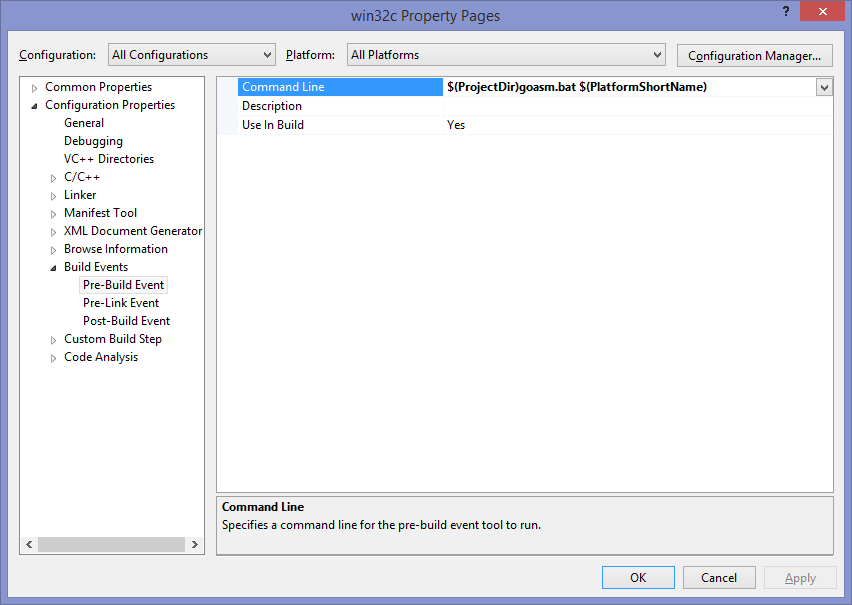 win32c Property Pages
?
Configuration: All Configurations Platform: All Platforms Configuration Manager...
Common Properties
Configuration Properties
General
Debugging
VC++ Directories
C/C++
Linker
Manifest Tool
XML Document Generator
Browse Information
Build Events
Pre-Build Event
Pre-Link Event
Post-Build Event
Custom Build Step
Code Analysis
Command Line $(ProjectDir)goasm.bat $(PlatformShortName)
Description
Use In Build Yes
Command Line
Specifies a command line for the pre-build event tool to run.
OK Cancel Apply